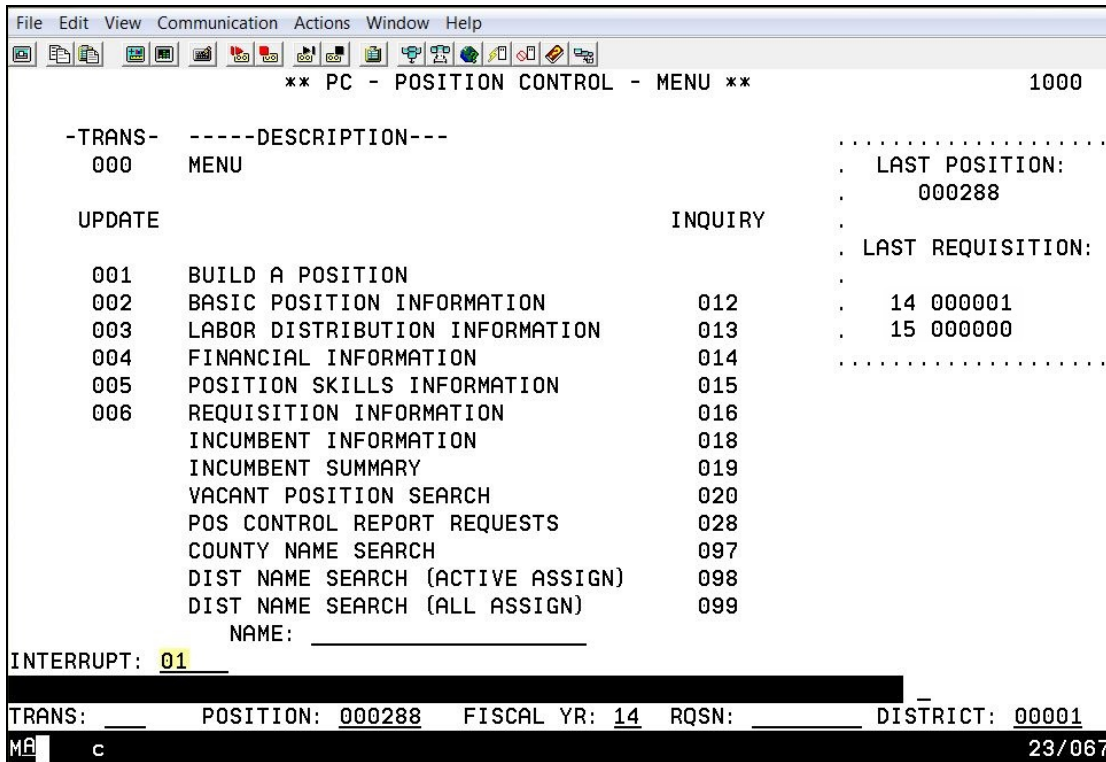 File Edit View Communication Actions Window Help
** PC - POSITION CONTROL - MENU ** 1000
-TRANS- -----DESCRIPTION--- ....................
000 MENU . LAST POSITION:
. 000288
UPDATE INQUIRY .
. LAST REQUISITION:
001 BUILD A POSITION .
002 BASIC POSITION INFORMATION 012 . 14 000001
003 LABOR DISTRIBUTION INFORMATION 013 . 15 000000
004 FINANCIAL INFORMATION 014 ....................
005 POSITION SKILLS INFORMATION 015
006 REQUISITION INFORMATION 016
INCUMBENT INFORMATION 018
INCUMBENT SUMMARY 019
VACANT POSITION SEARCH 020
POS CONTROL REPORT REQUESTS 028
COUNTY NAME SEARCH 097
DIST NAME SEARCH (ACTIVE ASSIGN) 098
DIST NAME SEARCH (ALL ASSIGN) 099
NAME: ____________________
INTERRUPT: 01___
TRANS: ___ POSITION: 000288 FISCAL YR: 14 RQSN: ________ DISTRICT: 00001
MA c 23/067